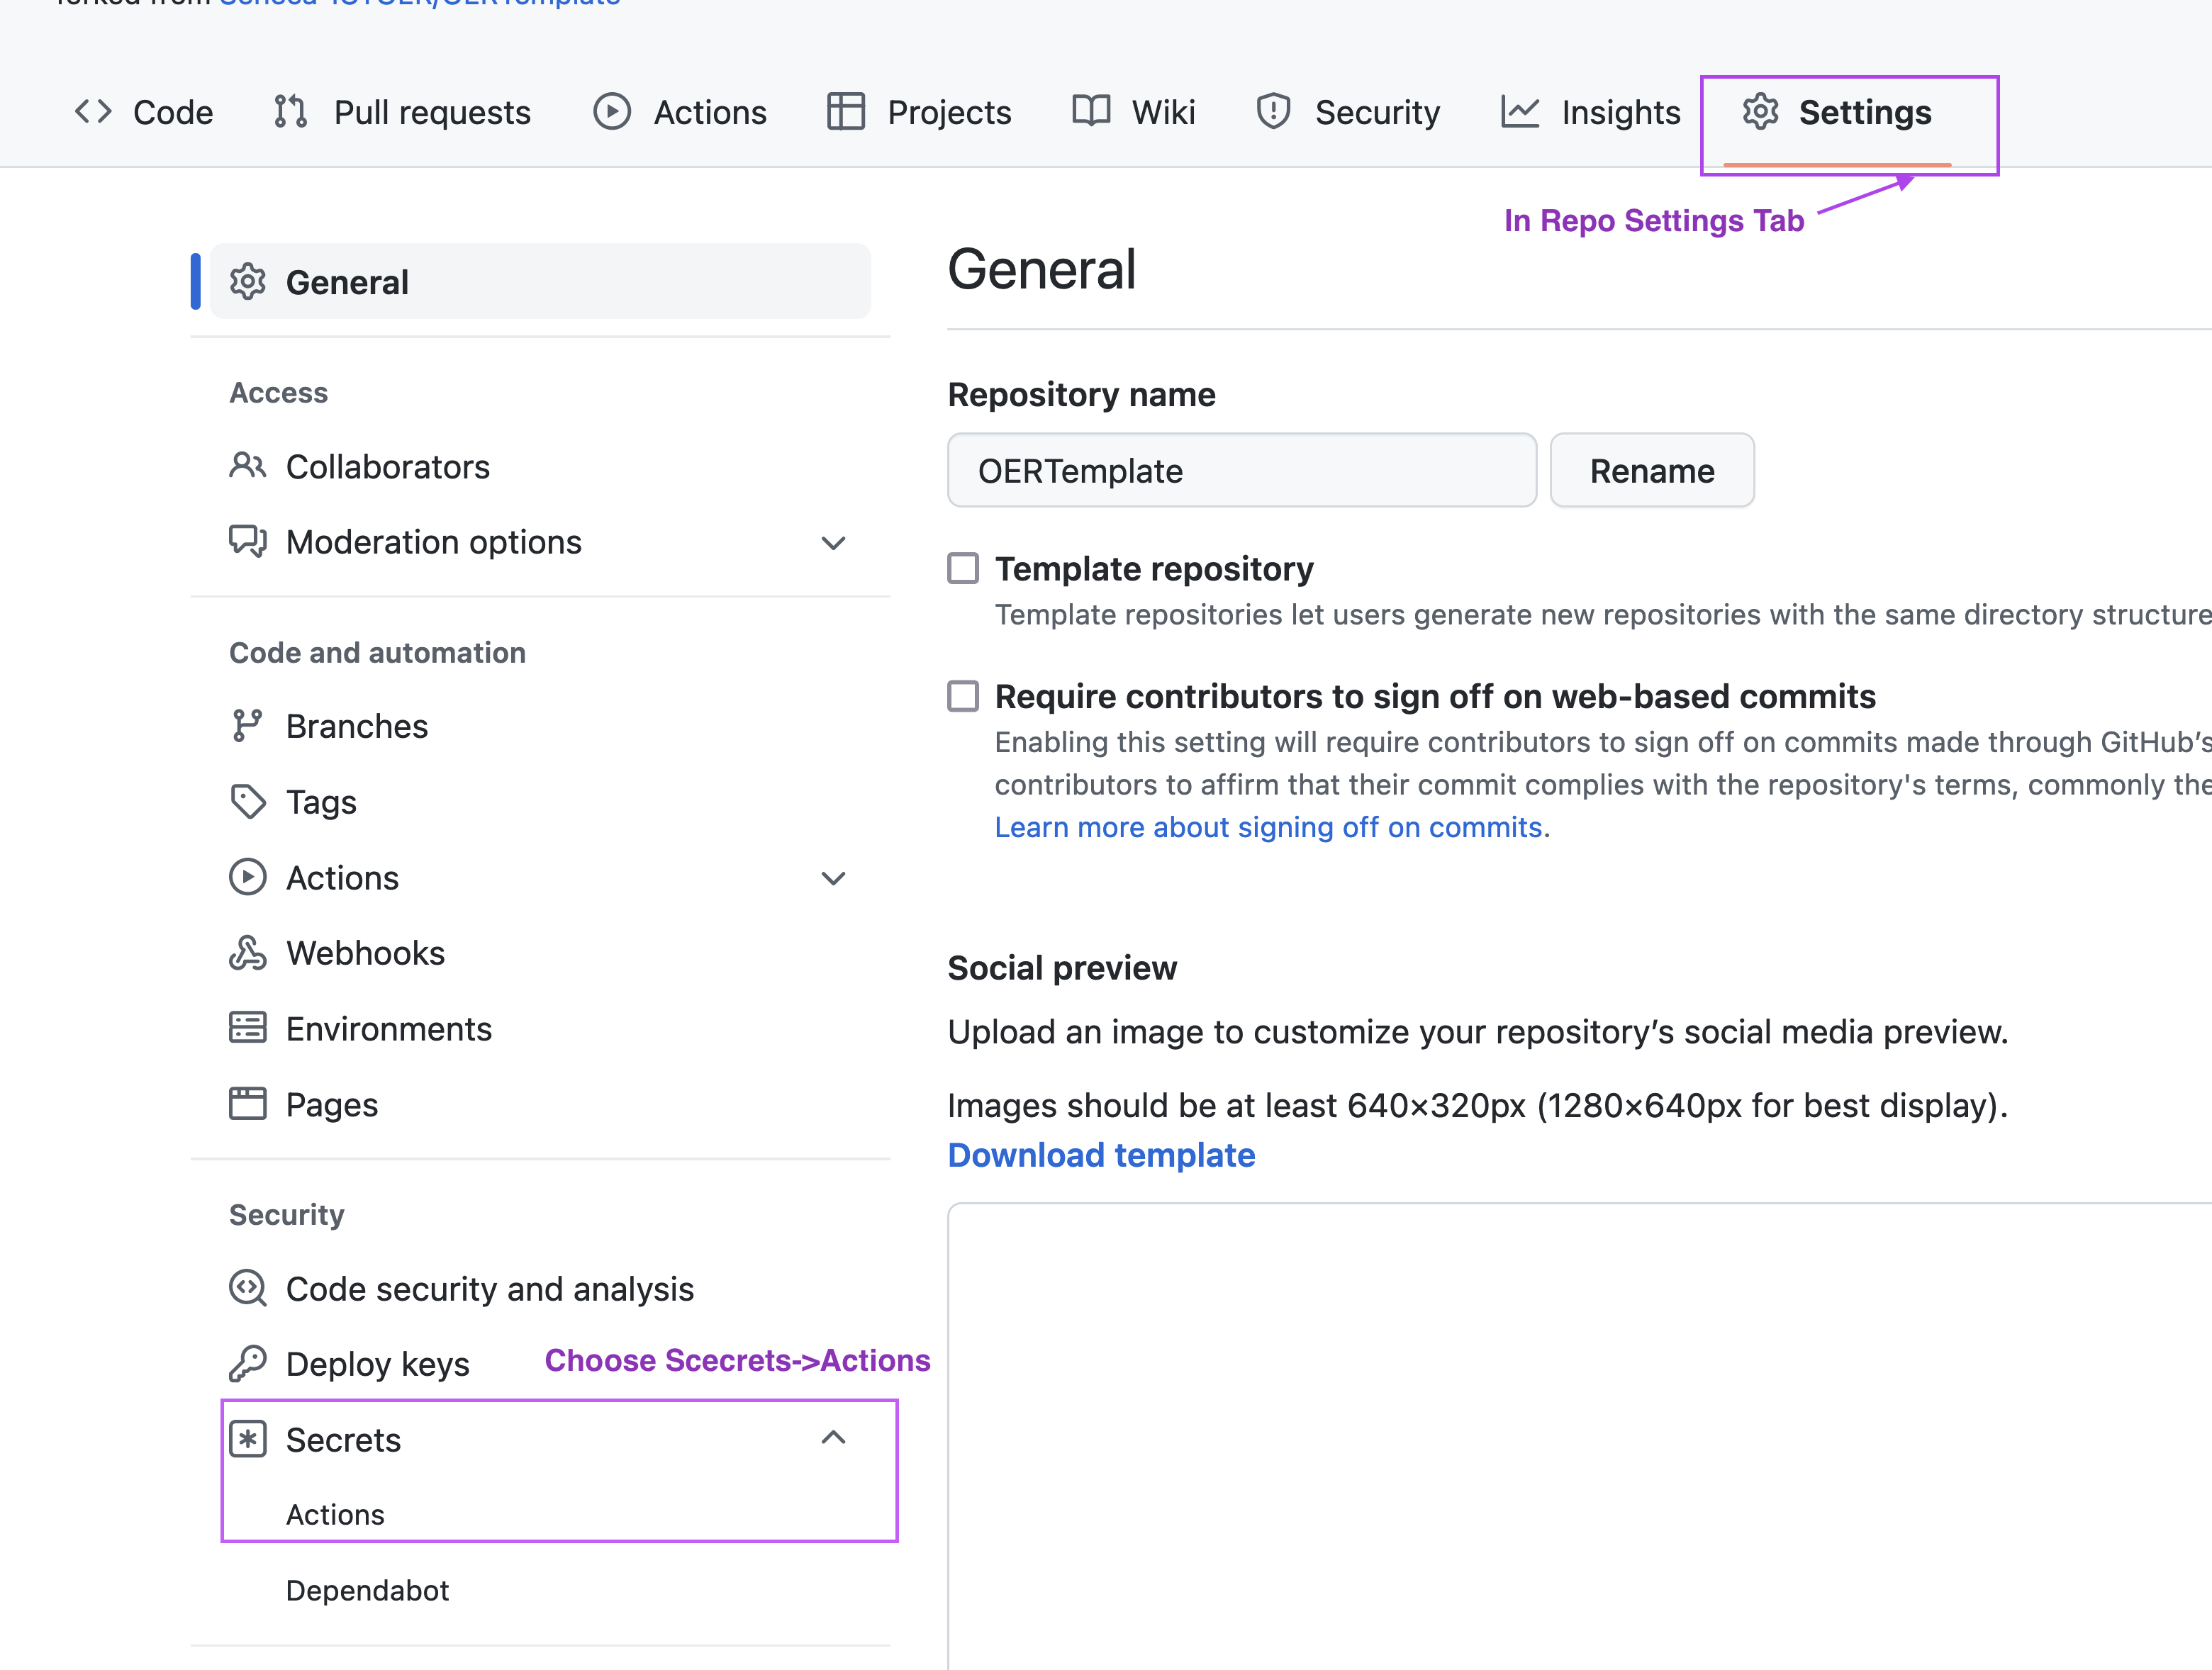 forked from Seneca-ICTOER/OERTemplate
Code Pull requests Actions Projects Wiki Security Insights Settings
In Repo Settings Tab
General
Access
Collaborators
Moderation options
Code and automation
Branches
Tags
Actions
Webhooks
Environments
Pages
Security
Code security and analysis
Deploy keys
Choose Scecrets->Actions
Secrets
Actions
Dependabot
General
Repository name
OERTemplate Rename
Template repository
Template repositories let users generate new repositories with the same directory structure
Require contributors to sign off on web-based commits
Enabling this setting will require contributors to sign off on commits made through GitHub’s
contributors to affirm that their commit complies with the repository's terms, commonly the
Learn more about signing off on commits.
Social preview
Upload an image to customize your repository’s social media preview.
Images should be at least 640×320px (1280×640px for best display).
Download template